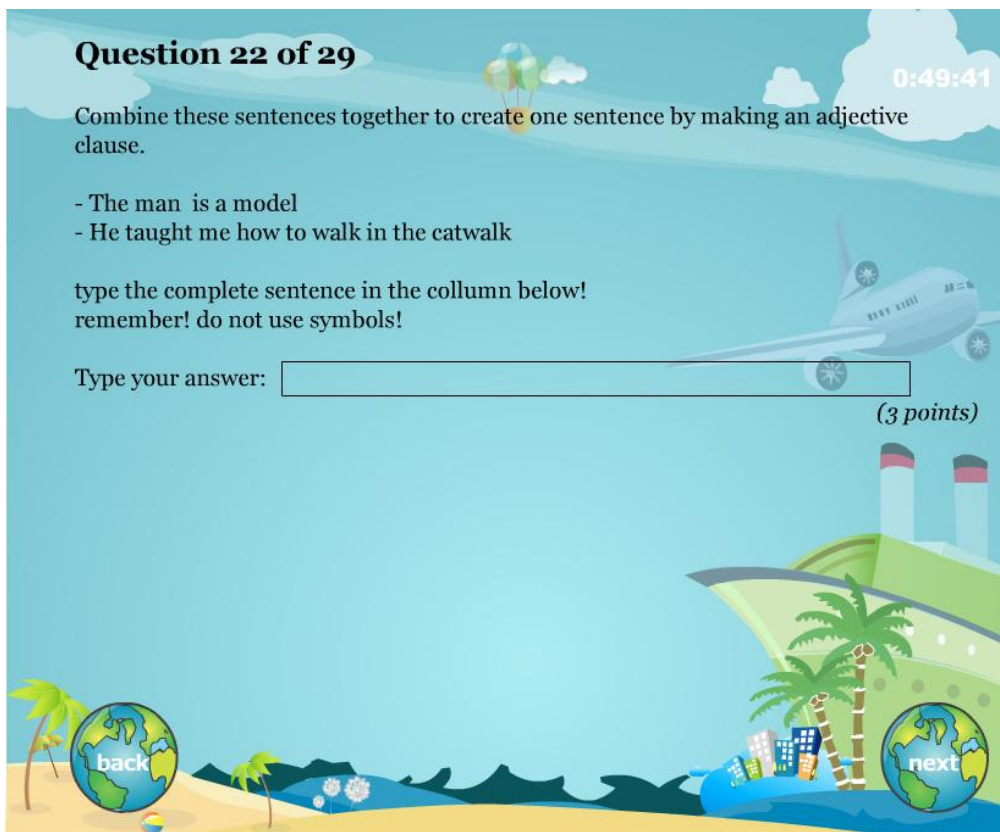 Question 22 of 29
0:49:41
Combine these sentences together to create one sentence by making an adjective
clause.
- The man  is a model
- He taught me how to walk in the catwalk
type the complete sentence in the collumn below!
remember! do not use symbols!
Type your answer:
(3 points)
back
next